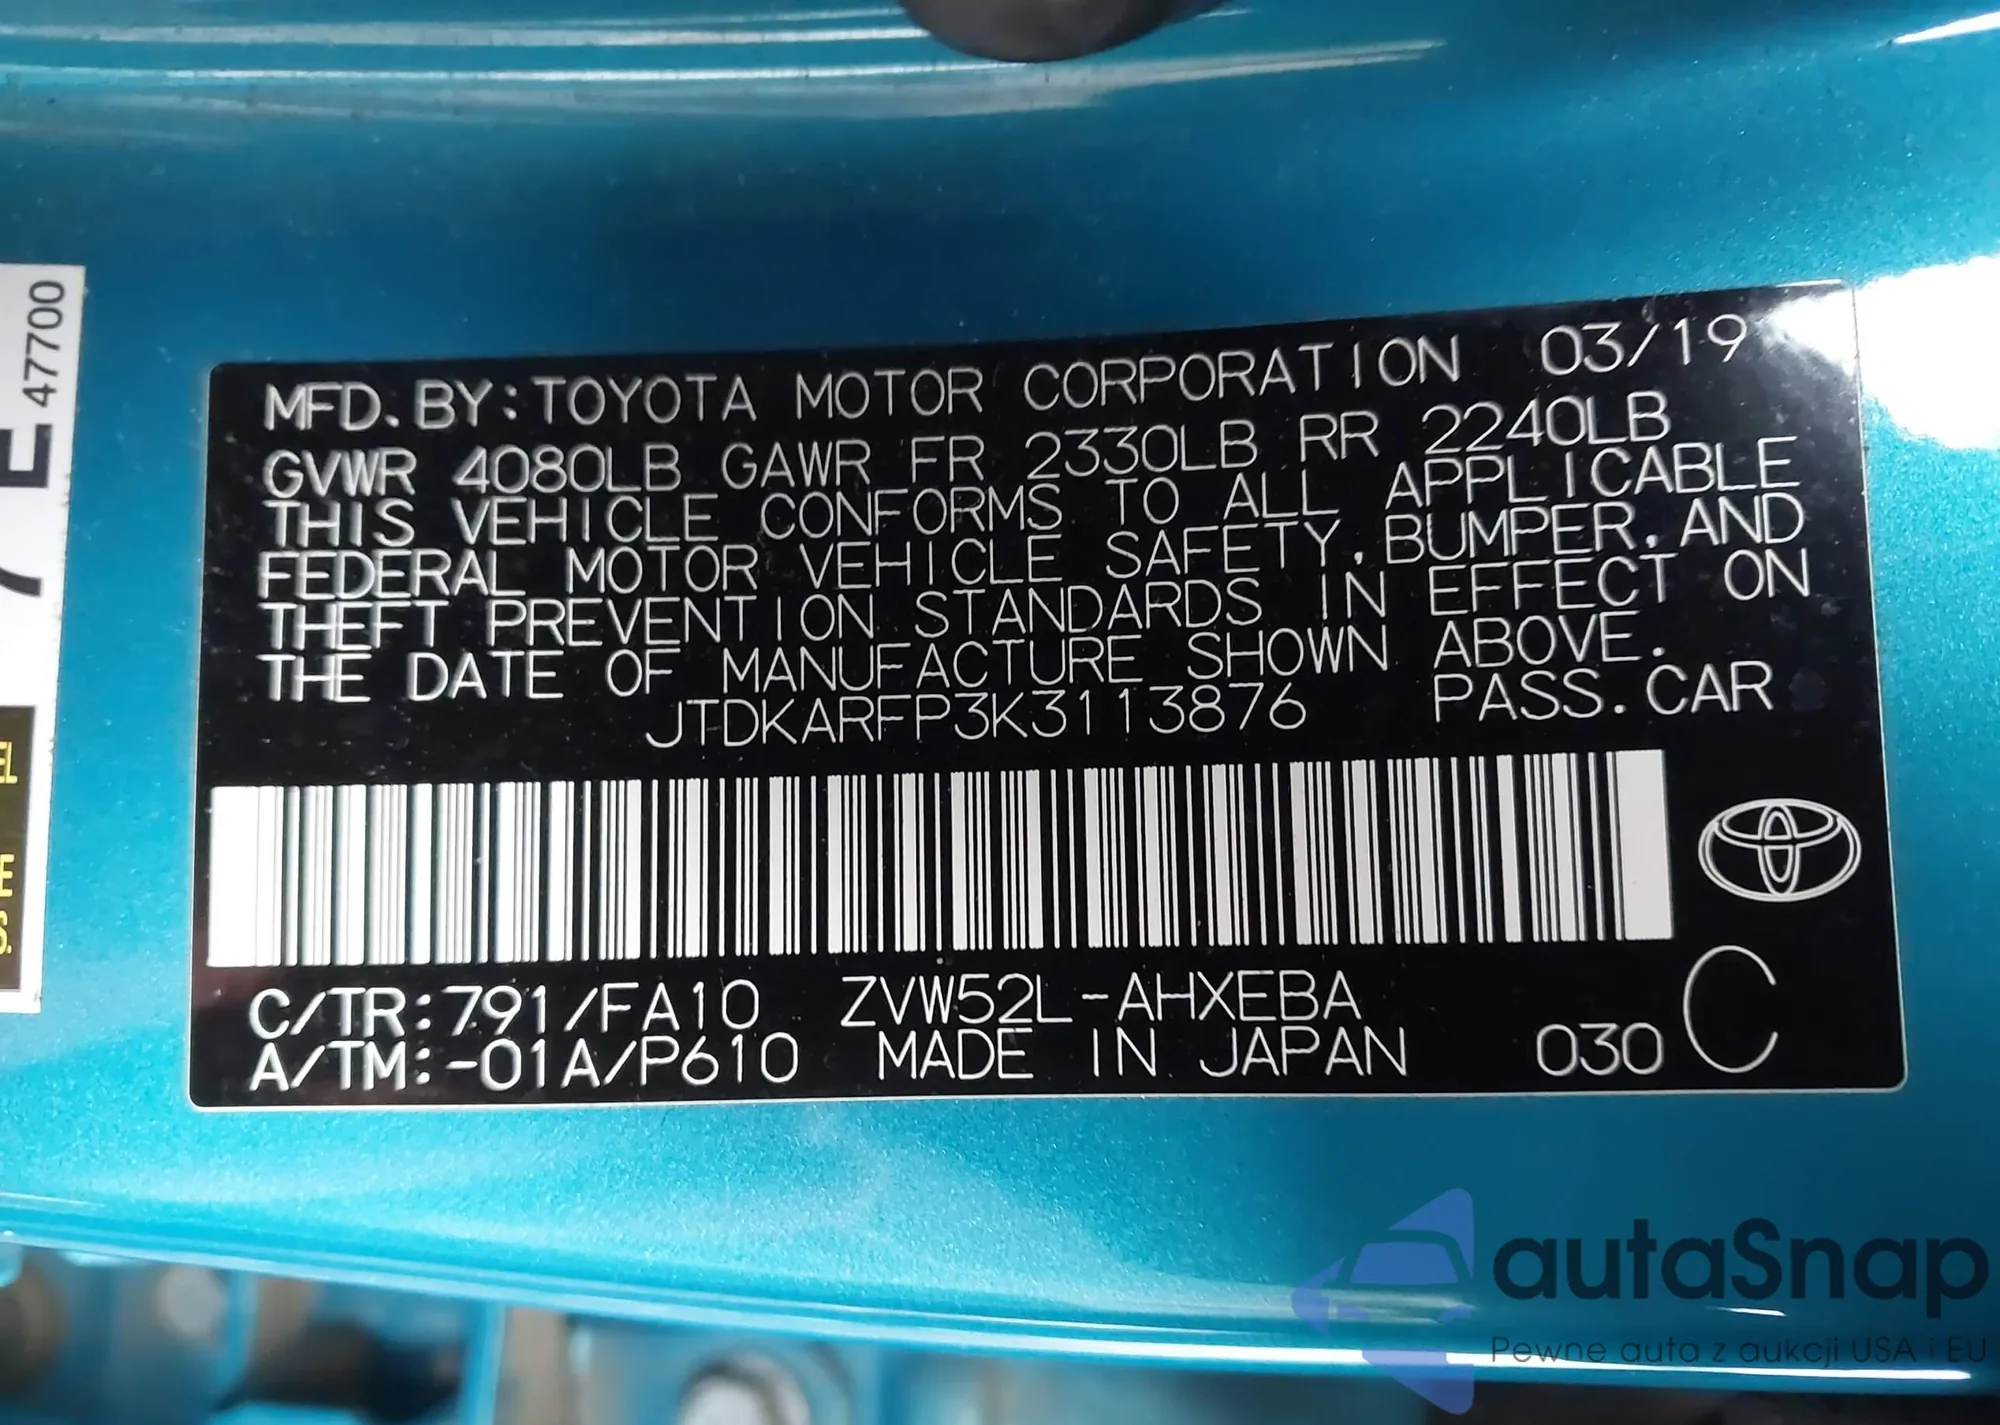 MFD. BY: TOYOTA MOTOR CORPORATION 03/19
GVWR 4080LB GAWR FR 2330LB RR 2240LB
THIS VEHICLE CONFORMS TO ALL APPLICABLE
FEDERAL MOTOR VEHICLE SAFETY, BUMPER, AND
THEFT PREVENTION STANDARDS IN EFFECT ON
THE DATE OF MANUFACTURE SHOWN ABOVE.
JTDKARFP3K3113876 PASS. CAR
C/TR: 791/FA10 ZVW52L-AHXEBA
A/TM: -01A/P610 MADE IN JAPAN 030 C
47700
autaSnap
Pewne auta z aukcji USA i EU